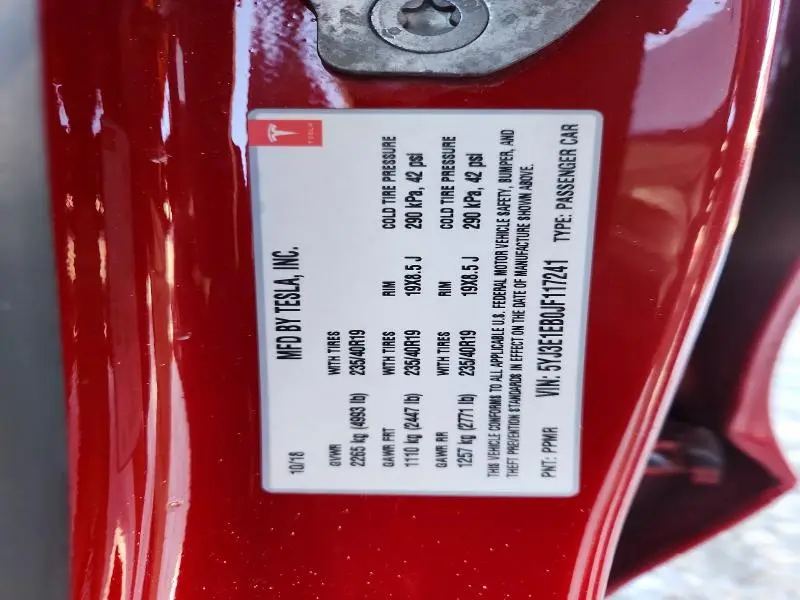 TESLA
MFD BY TESLA, INC.
10/18
GVWR WITH TIRES RIM COLD TIRE PRESSURE
2265 kg (4993 lb) 235/40R19 19X8.5 J 290 kPa, 42 psi
GAWR FRT
1110 kg (2447 lb) 235/40R19
GAWR RR WITH TIRES RIM COLD TIRE PRESSURE
1257 kg (2771 lb) 235/40R19 19X8.5 J 290 kPa, 42 psi
THIS VEHICLE CONFORMS TO ALL APPLICABLE U.S. FEDERAL MOTOR VEHICLE SAFETY, BUMPER, AND
THEFT PREVENTION STANDARDS IN EFFECT ON THE DATE OF MANUFACTURE SHOWN ABOVE.
PNT: PPMR VIN: 5YJ3E1EB0JF117241 TYPE: PASSENGER CAR